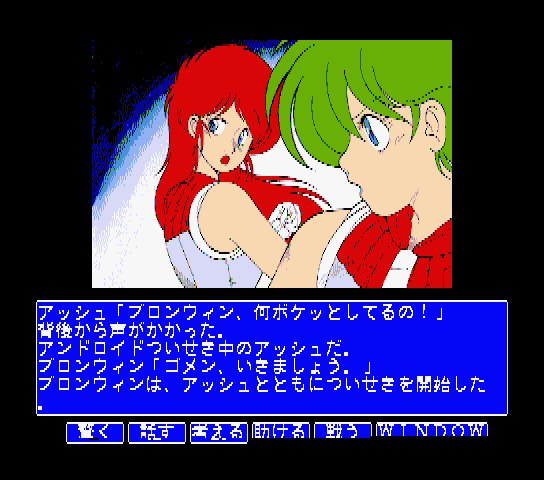 アッシュ「ブロンウィン、何ボケッとしてるの！」
背後から声がかかった。
アンドロイドついせき中のアッシュだ。
ブロンウィン「ゴメン、いきましょう。」
ブロンウィンは、アッシュとともについせきを開始した
。
驚く 話す 考える 助ける 戦う ＷＩＮＤＯＷ